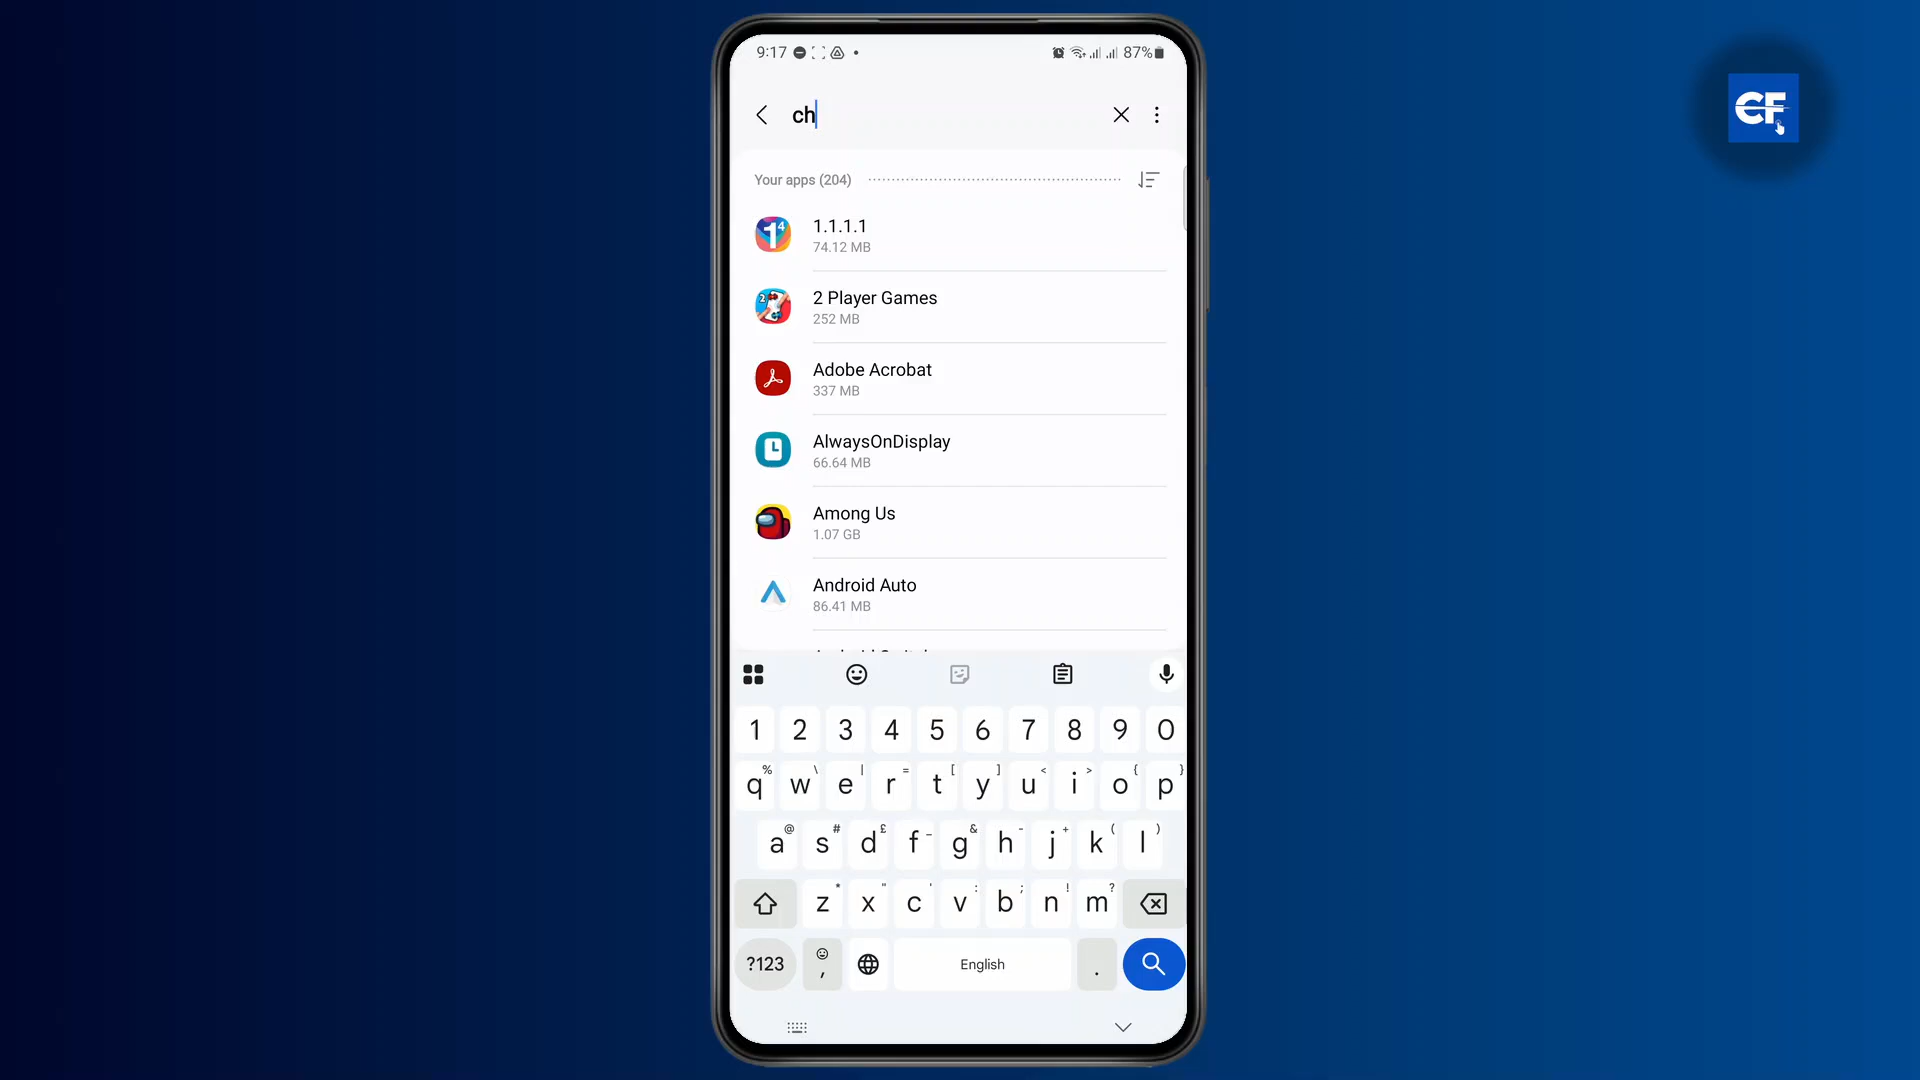 9:17
87%
CF
ch
Your apps (204)
1.1.1.1
74.12 MB
2 Player Games
252 MB
Adobe Acrobat
337 MB
AlwaysOnDisplay
66.64 MB
Among Us
1.07 GB
Android Auto
86.41 MB
1 2 3 4 5 6 7 8 9 0
% \ | = [ ] < > { }
q w e r t y u i o p
@ # £ _ & - + ( )
a s d f g h j k l
* " ' : ; ! ?
z x c v b n m
?123 , English .